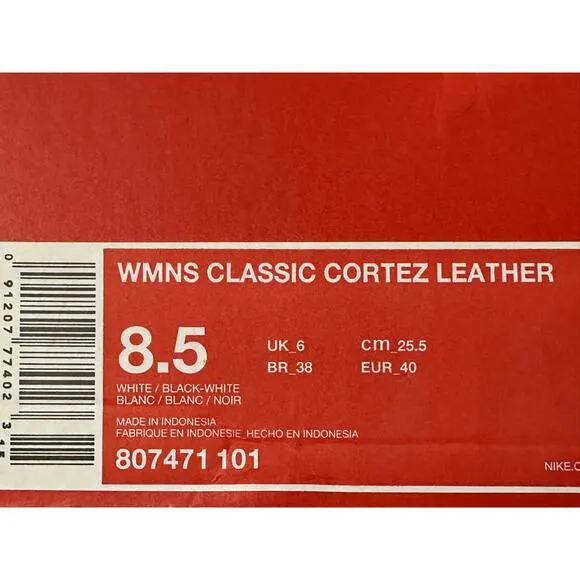 WMNS CLASSIC CORTEZ LEATHER
8.5
UK_6
cm_25.5
BR_38
EUR_40
WHITE / BLACK-WHITE
BLANC / BLANC / NOIR
MADE IN INDONESIA
FABRIQUE EN INDONESIE_HECHO EN INDONESIA
807471 101
NIKE.C
0 91207 77402